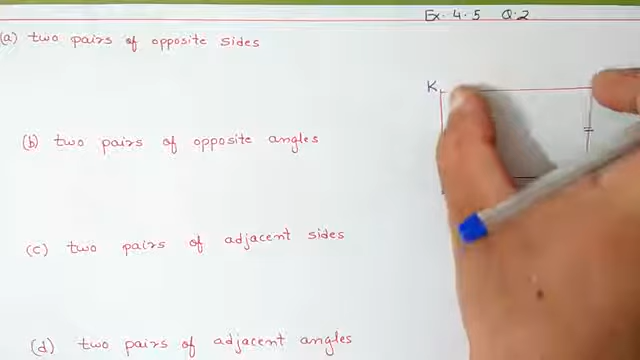 Ex. 4.5 Q.2
(a) two pairs of opposite sides
K
(b) two pairs of opposite angles
(c) two pairs of adjacent sides
(d) two pairs of adjacent angles